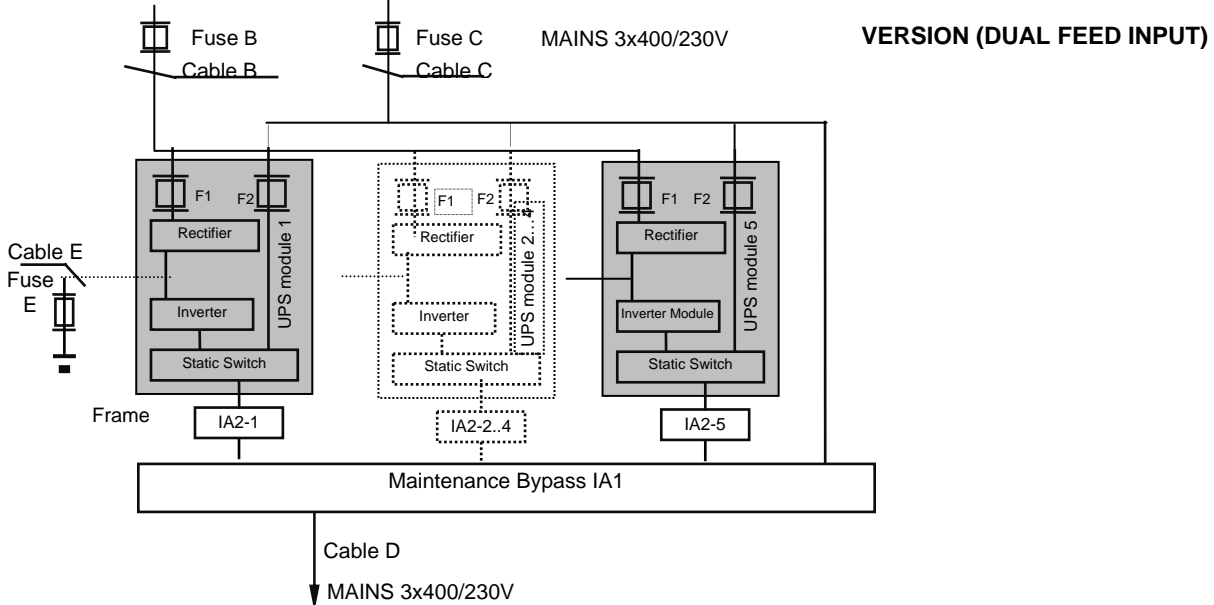 Fuse B
Fuse C
MAINS 3x400/230V
VERSION (DUAL FEED INPUT)
Cable B
Cable C
F1
F2
F1
F2
F1
F2
Rectifier
Rectifier
Rectifier
UPS module 1
UPS module 2...4
UPS module 5
Cable E
Fuse
E
Inverter
Inverter
Inverter Module
Static Switch
Static Switch
Static Switch
Frame
IA2-1
IA2-2..4
IA2-5
Maintenance Bypass IA1
Cable D
MAINS 3x400/230V